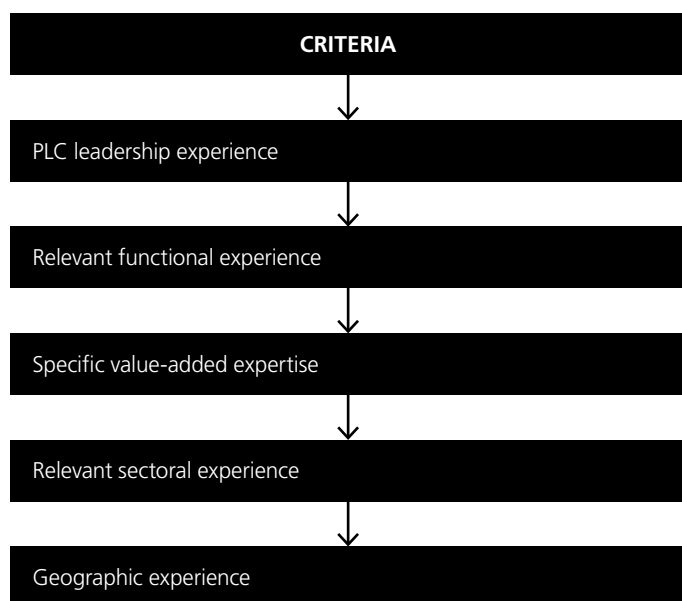 CRITERIA
PLC leadership experience
Relevant functional experience
Specific value-added expertise
Relevant sectoral experience
Geographic experience